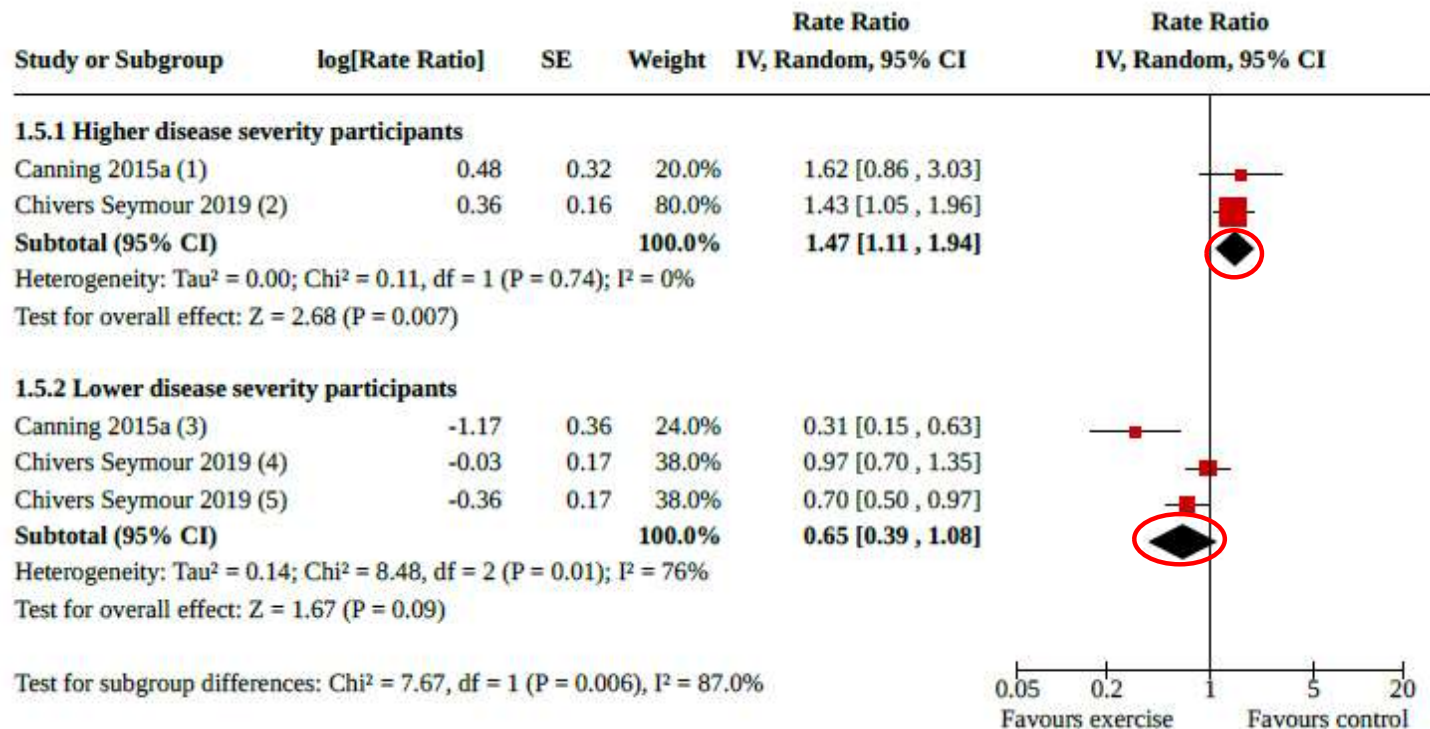 Rate Ratio Rate Ratio
Study or Subgroup log[Rate Ratio] SE Weight IV, Random, 95% CI IV, Random, 95% CI
1.5.1 Higher disease severity participants
Canning 2015a (1) 0.48 0.32 20.0% 1.62 [0.86 , 3.03]
Chivers Seymour 2019 (2) 0.36 0.16 80.0% 1.43 [1.05 , 1.96]
Subtotal (95% CI) 100.0% 1.47 [1.11 , 1.94]
Heterogeneity: Tau² = 0.00; Chi² = 0.11, df = 1 (P = 0.74); I² = 0%
Test for overall effect: Z = 2.68 (P = 0.007)
1.5.2 Lower disease severity participants
Canning 2015a (3) -1.17 0.36 24.0% 0.31 [0.15 , 0.63]
Chivers Seymour 2019 (4) -0.03 0.17 38.0% 0.97 [0.70 , 1.35]
Chivers Seymour 2019 (5) -0.36 0.17 38.0% 0.70 [0.50 , 0.97]
Subtotal (95% CI) 100.0% 0.65 [0.39 , 1.08]
Heterogeneity: Tau² = 0.14; Chi² = 8.48, df = 2 (P = 0.01); I² = 76%
Test for overall effect: Z = 1.67 (P = 0.09)
Test for subgroup differences: Chi² = 7.67, df = 1 (P = 0.006), I² = 87.0%
0.05 0.2 1 5 20
Favours exercise Favours control